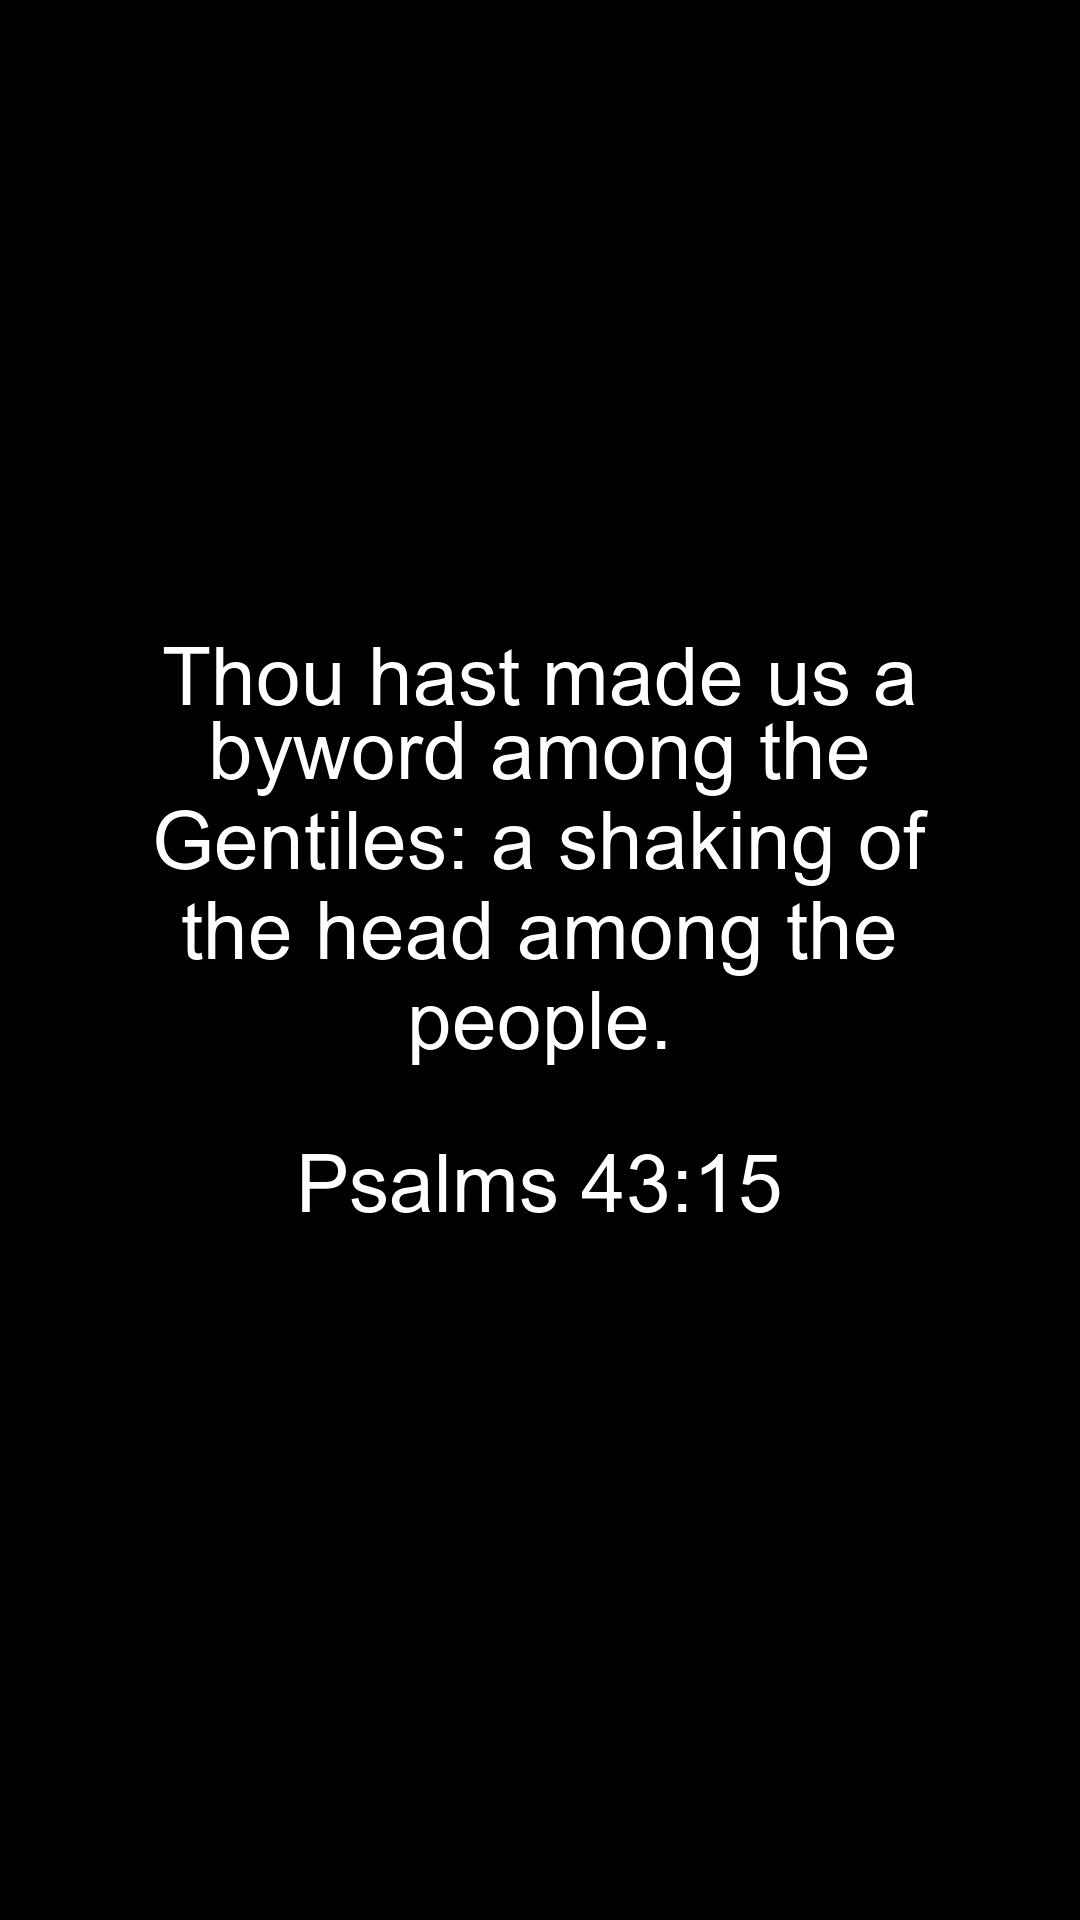 Thou hast made us a
byword among the
Gentiles: a shaking of
the head among the
people.
Psalms 43:15